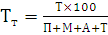 Тт = Т×100 / П+М+А+Т